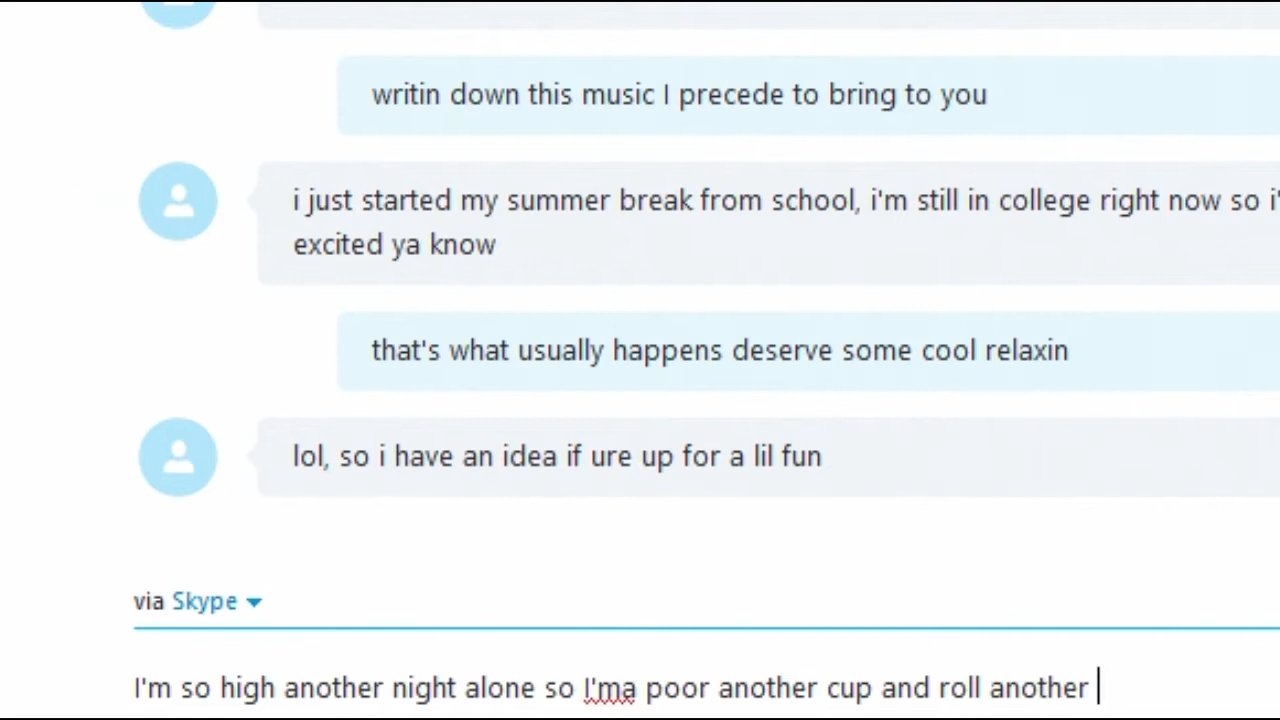 writin down this music I precede to bring to you
i just started my summer break from school, i'm still in college right now so i'
excited ya know
that's what usually happens deserve some cool relaxin
lol, so i have an idea if ure up for a lil fun
via Skype
I'm so high another night alone so I'ma poor another cup and roll another